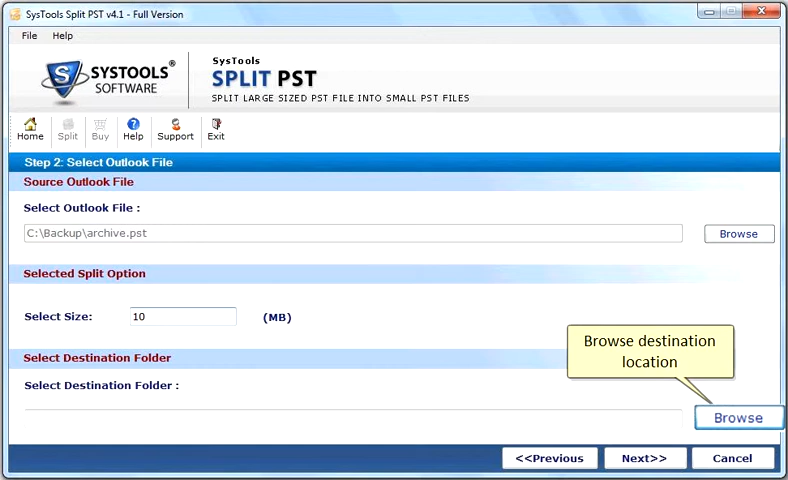 SysTools Split PST v4.1 - Full Version
File Help
SYSTOOLS®
SOFTWARE
SysTools
SPLIT PST
SPLIT LARGE SIZED PST FILE INTO SMALL PST FILES
Home Split Buy Help Support Exit
Step 2: Select Outlook File
Source Outlook File
Select Outlook File :
C:\Backup\archive.pst Browse
Selected Split Option
Select Size: 10 (MB)
Browse destination
location
Select Destination Folder
Select Destination Folder :
Browse
<<Previous Next>> Cancel